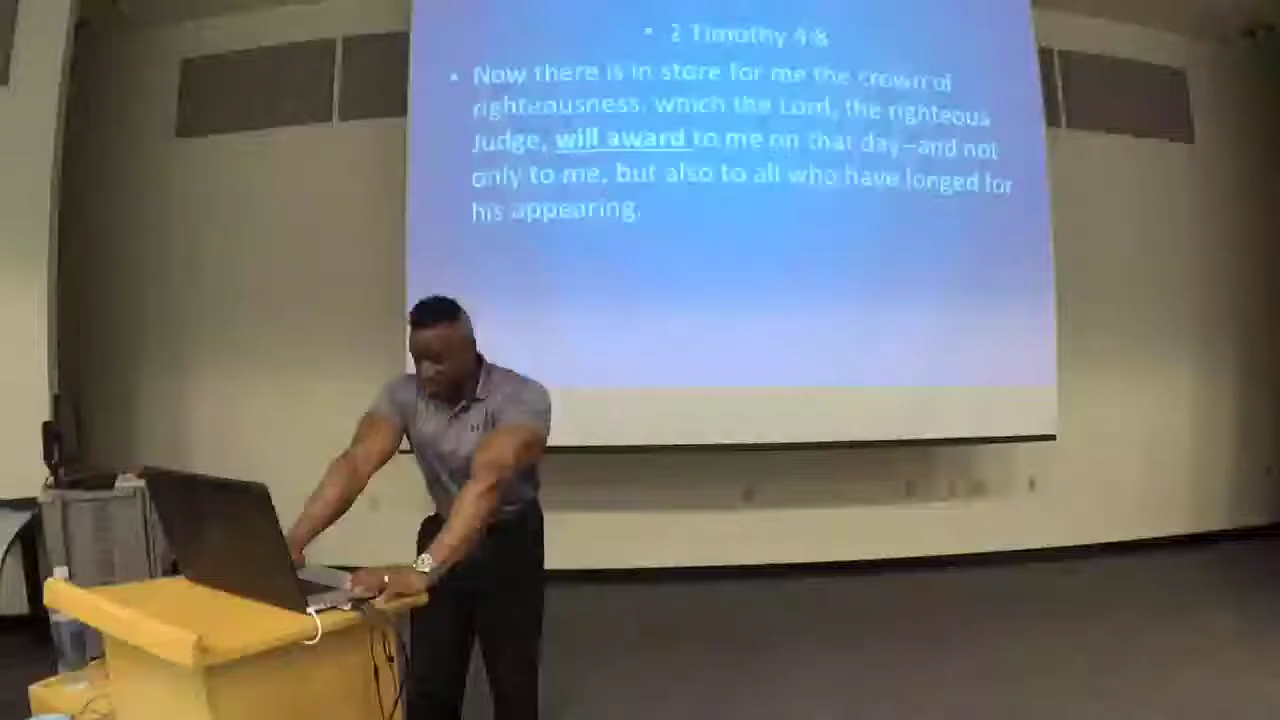 • 2 Timothy 4:8
• Now there is in store for me the crown of
righteousness, which the Lord, the righteous
Judge, will award to me on that day–and not
only to me, but also to all who have longed for
his appearing.